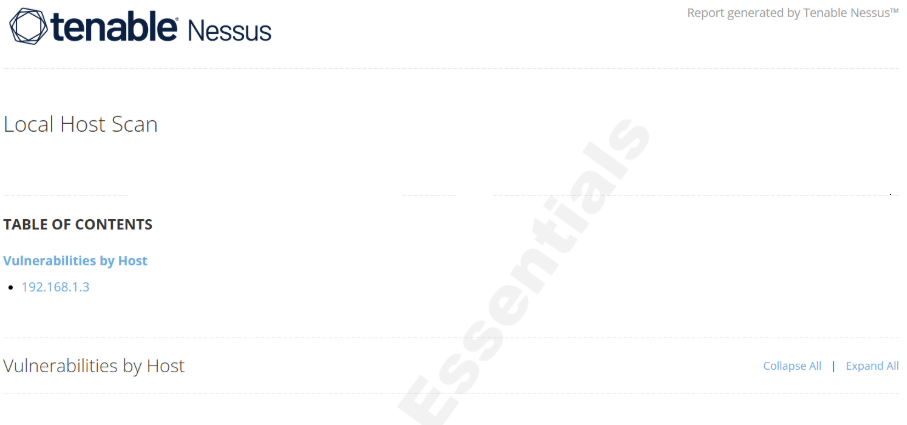 tenable Nessus
Report generated by Tenable Nessus™
Local Host Scan
TABLE OF CONTENTS
Vulnerabilities by Host
• 192.168.1.3
Vulnerabilities by Host
Collapse All | Expand All
Essentials